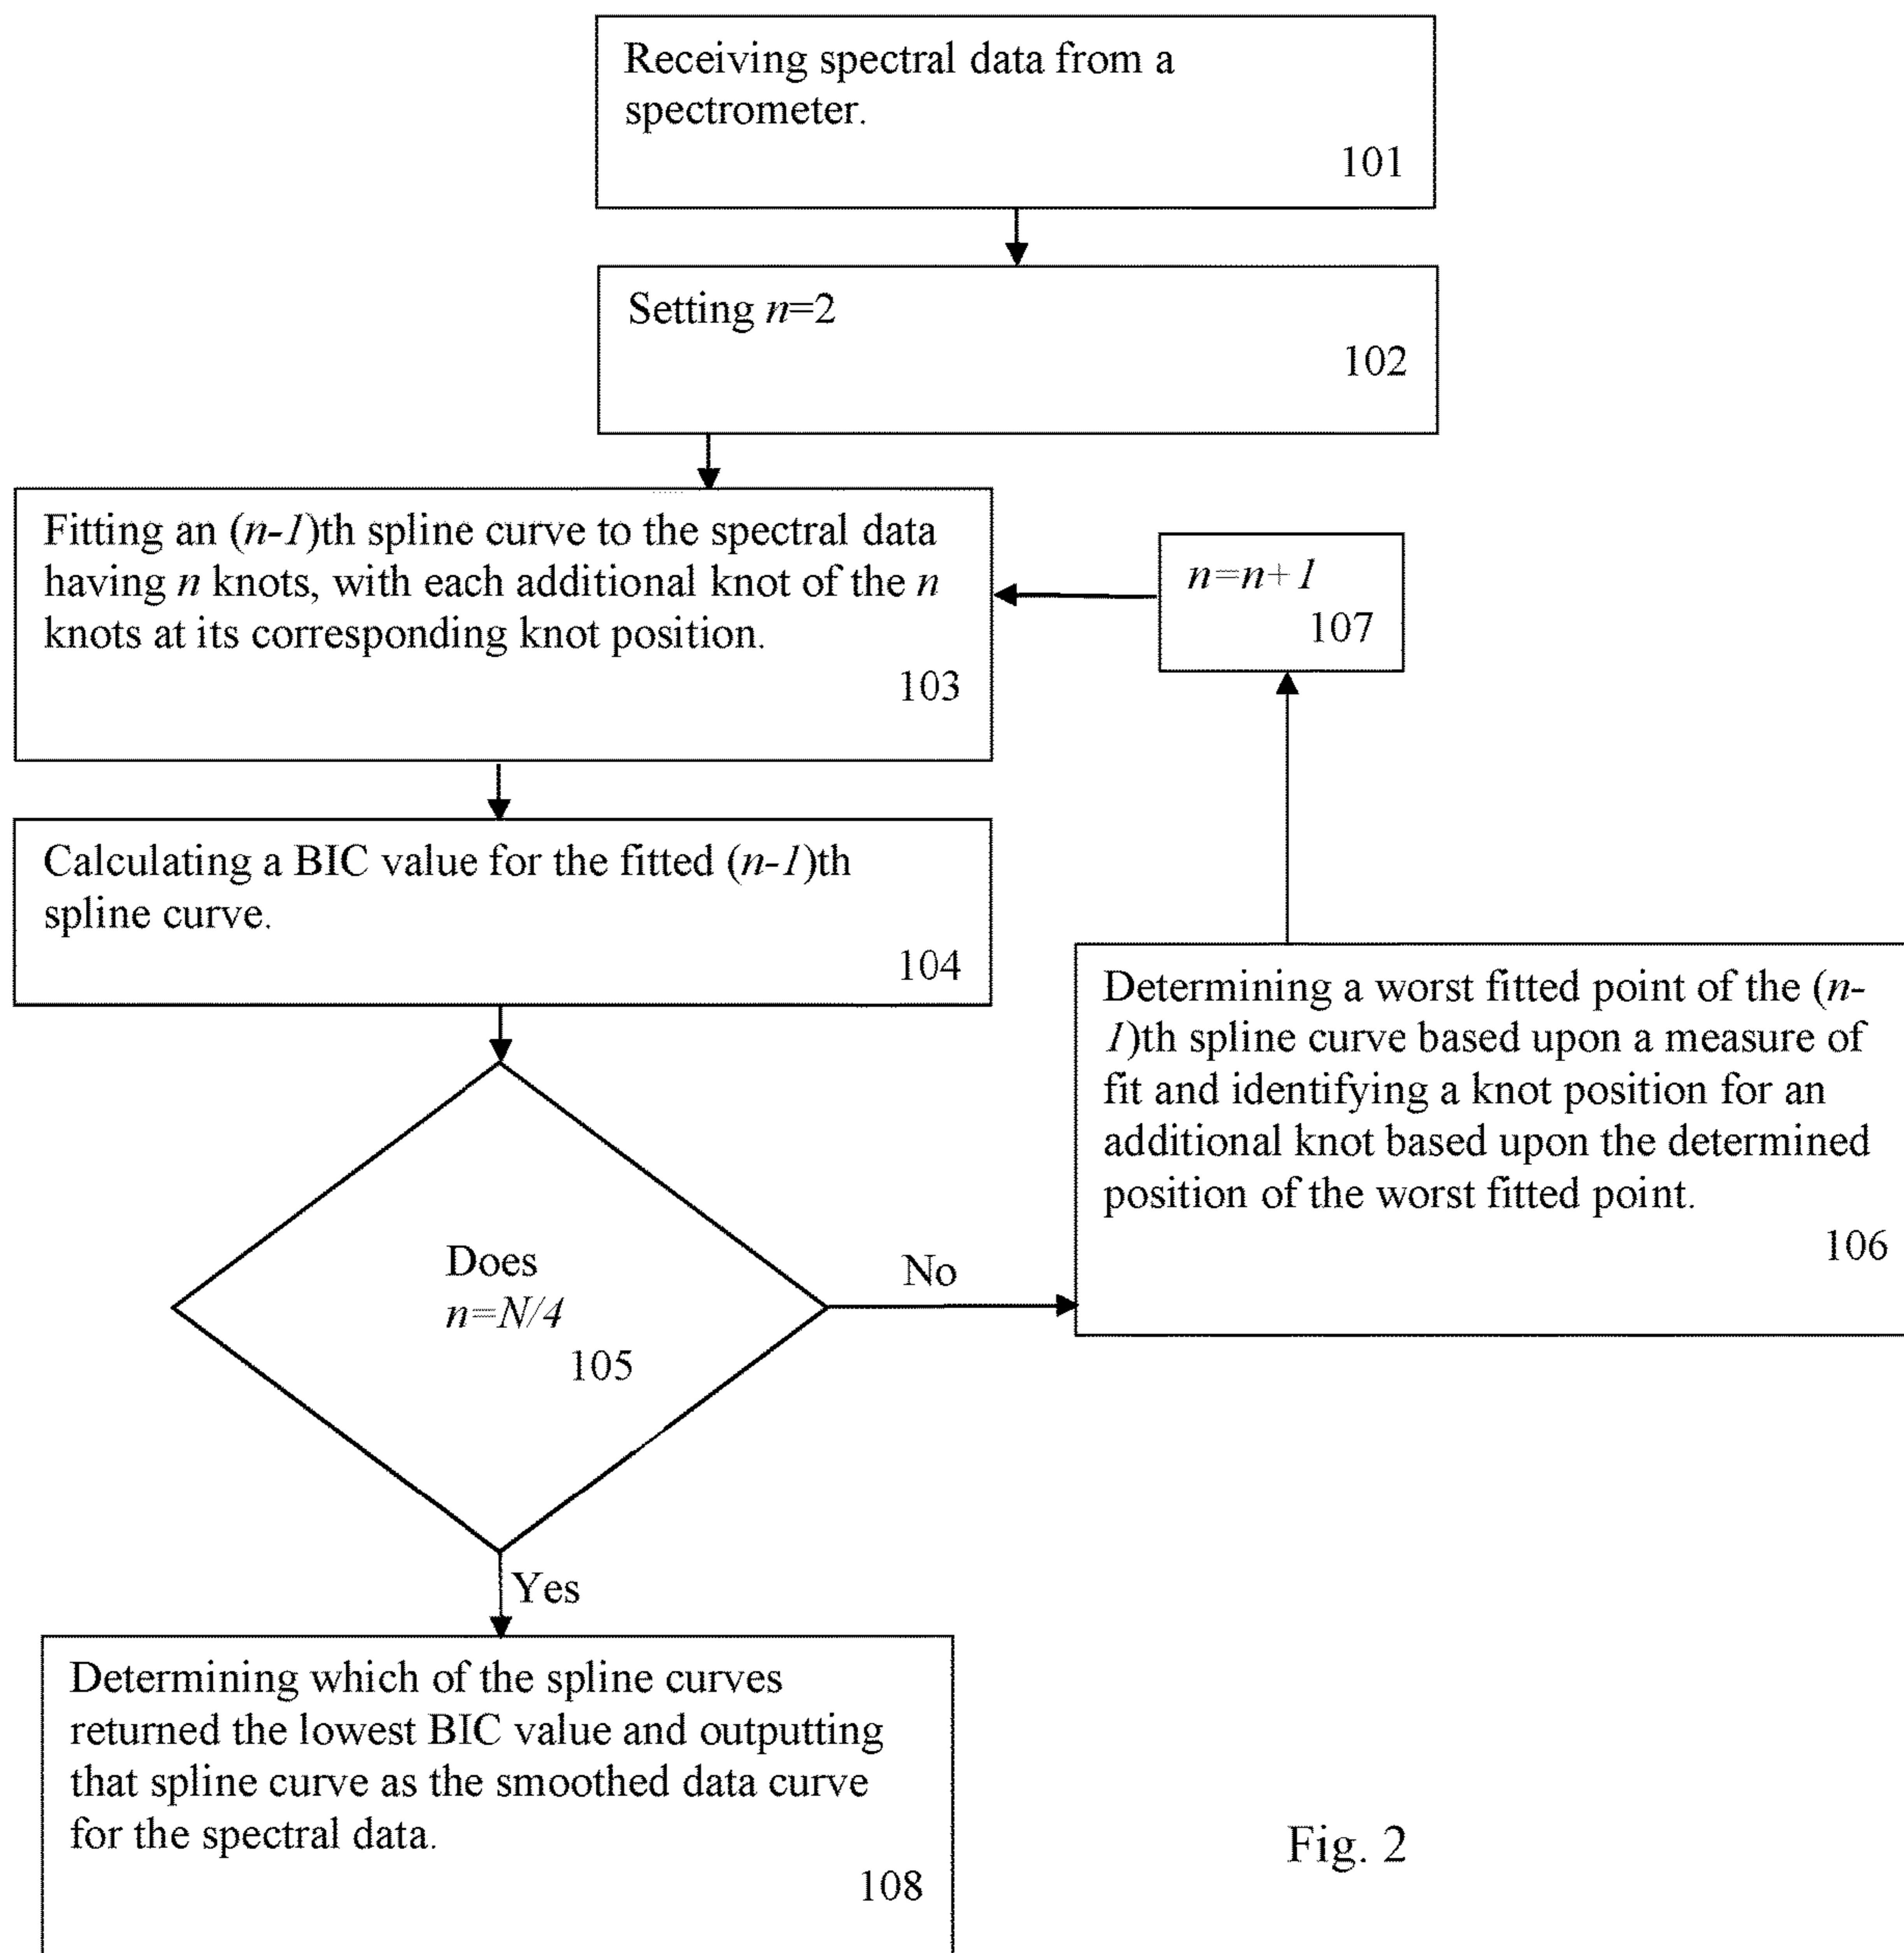 Receiving spectral data from a
spectrometer.
101
Setting n=2
102
Fitting an (n-1)th spline curve to the spectral data
having n knots, with each additional knot of the n
knots at its corresponding knot position.
103
n=n+1
107
Calculating a BIC value for the fitted (n-1)th
spline curve.
104
Determining a worst fitted point of the (n-
1)th spline curve based upon a measure of
fit and identifying a knot position for an
additional knot based upon the determined
position of the worst fitted point.
106
Does
n=N/4
105
No
Yes
Determining which of the spline curves
returned the lowest BIC value and outputting
that spline curve as the smoothed data curve
for the spectral data.
108
Fig. 2